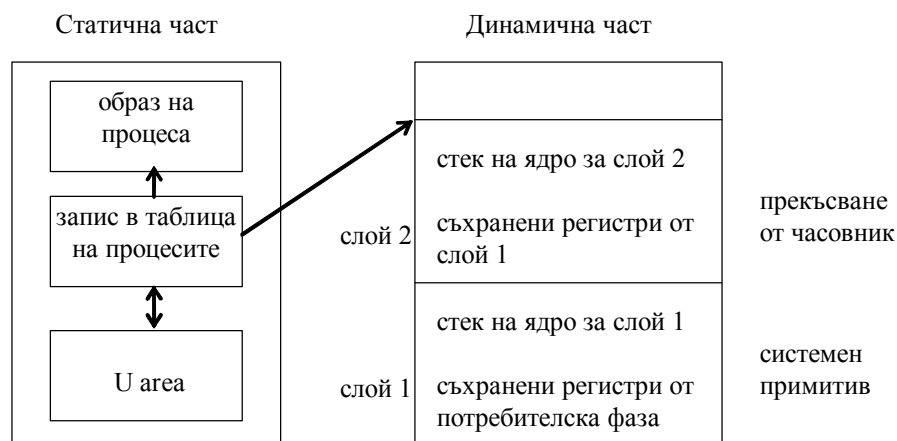 Статична част
Динамична част
образ на
процеса
запис в таблица
на процесите
U area
слой 2
стек на ядро за слой 2
съхранени регистри от
слой 1
прекъсване
от часовник
слой 1
стек на ядро за слой 1
съхранени регистри от
потребителска фаза
системен
примитив